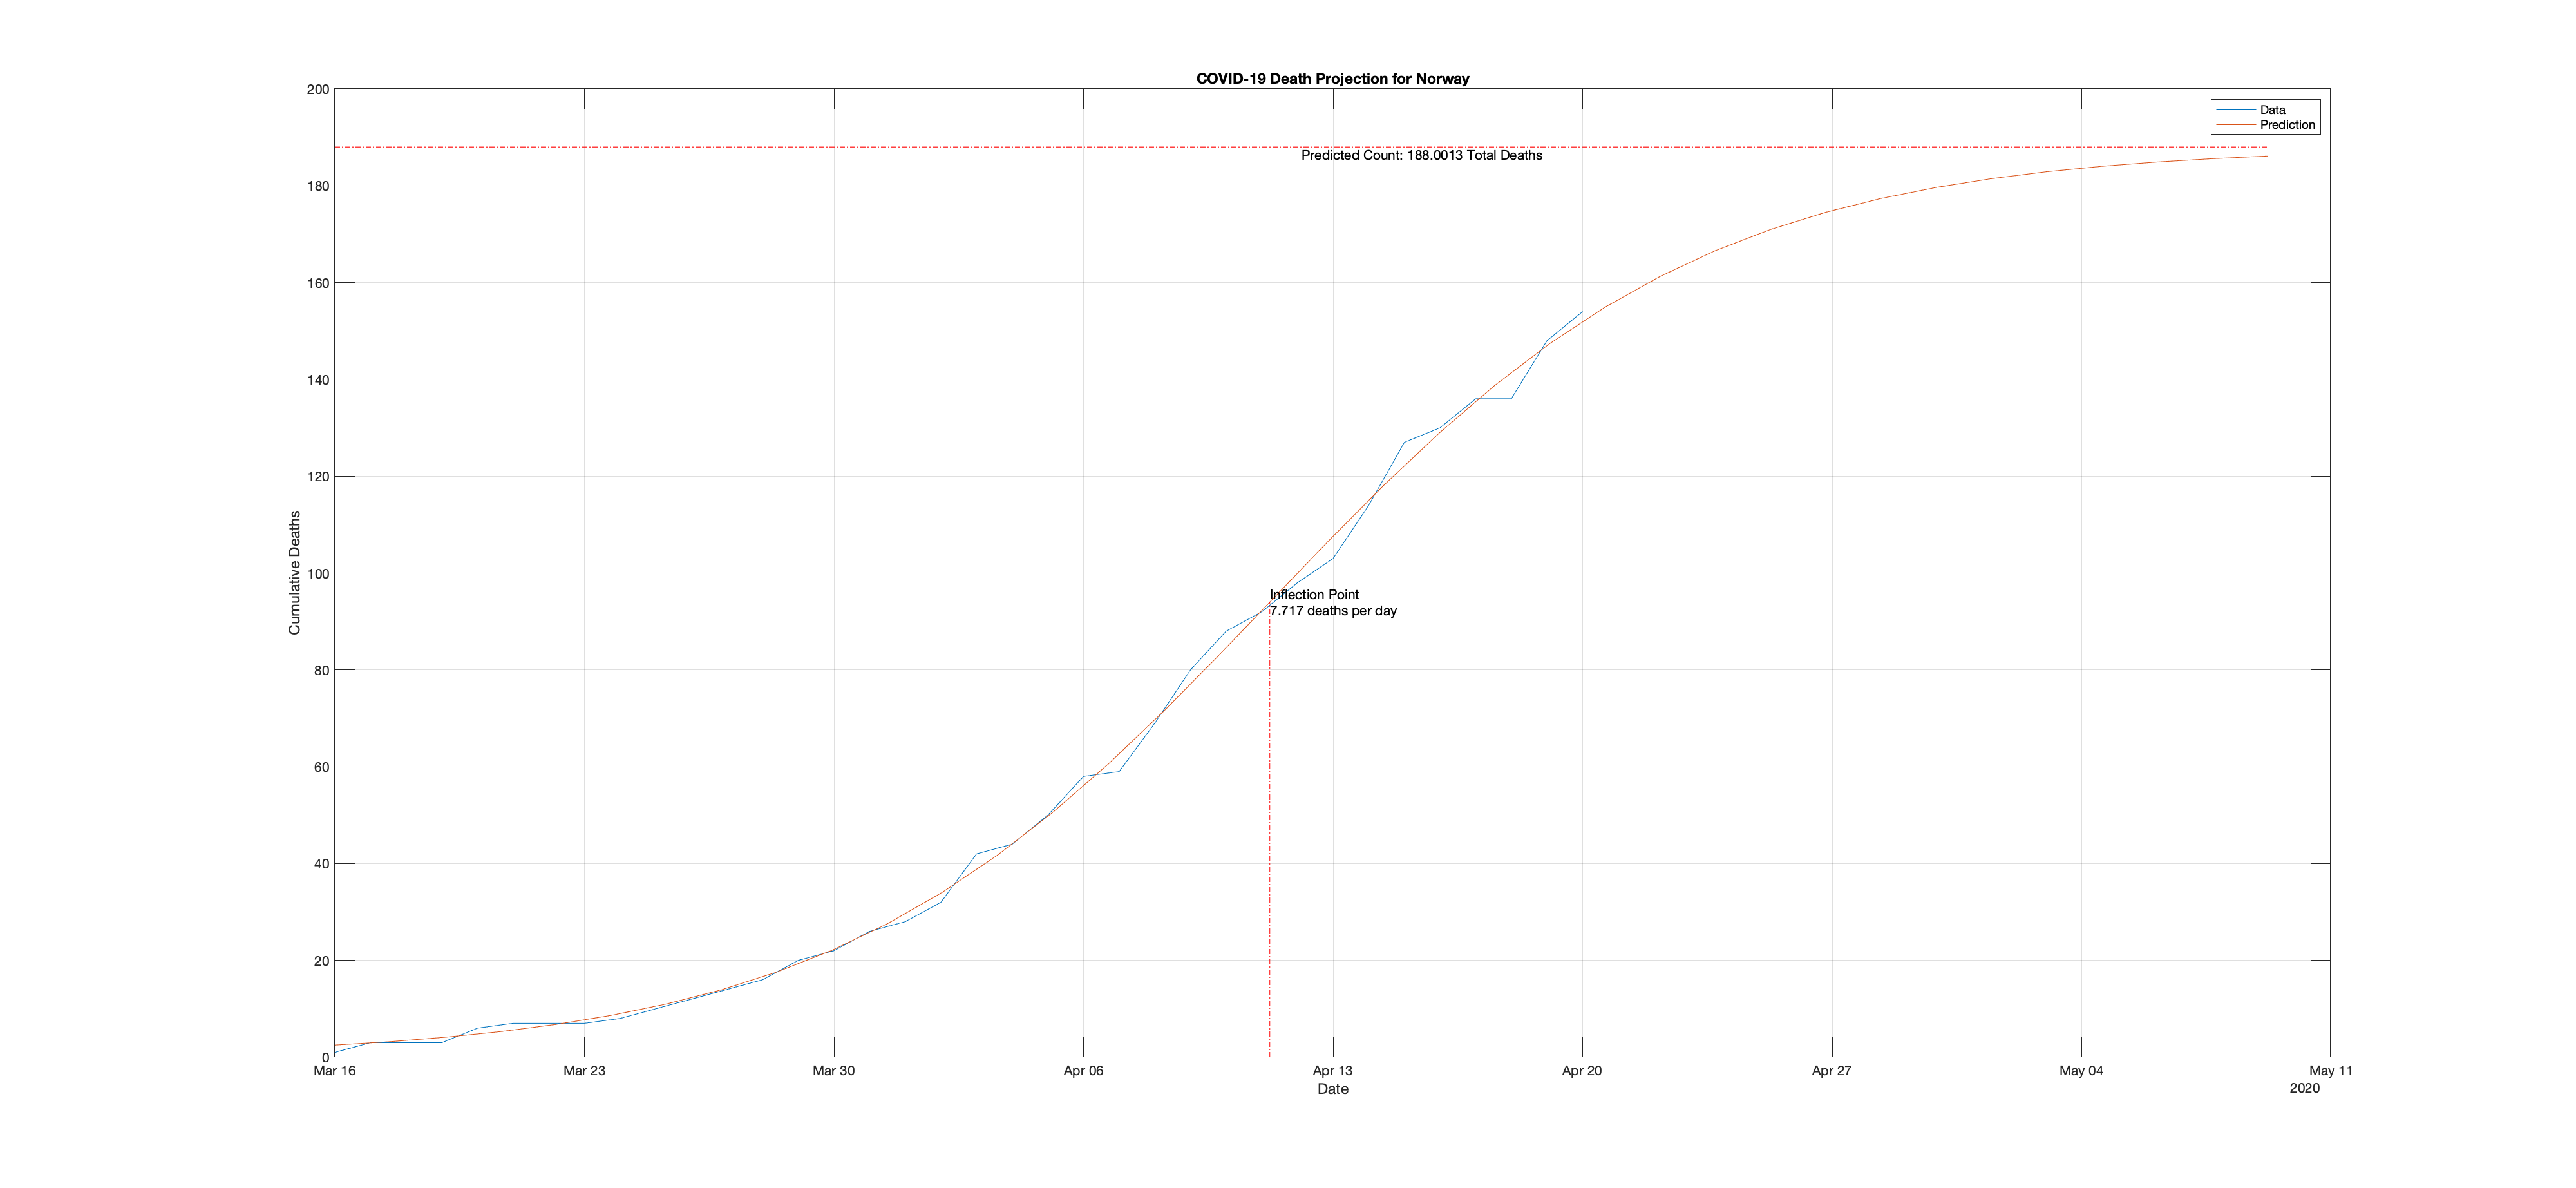 COVID-19 Death Projection for Norway
200
180
160
140
120
100
80
60
40
20
0
Cumulative Deaths
Data
Prediction
Predicted Count: 188.0013 Total Deaths
Inflection Point
7.717 deaths per day
Mar 16 Mar 23 Mar 30 Apr 06 Apr 13 Apr 20 Apr 27 May 04 May 11
Date
2020